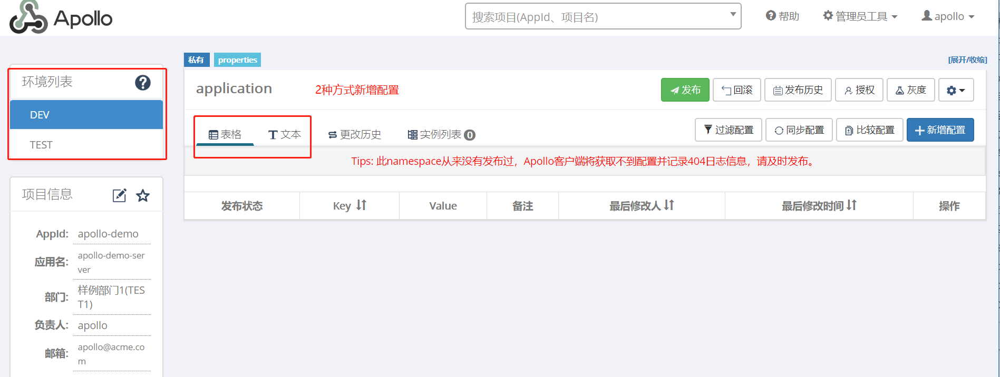 Apollo
搜索项目(AppId、项目名)
帮助
管理员工具
apollo
环境列表
DEV
TEST
项目信息
AppId: apollo-demo
应用名: apollo-demo-ser
ver
部门: 样例部门1(TES
T1)
负责人: apollo
邮箱: apollo@acme.co
m
私有 properties
[展开/收缩]
application
2种方式新增配置
发布 回滚 发布历史 授权 灰度
表格 文本 更改历史 实例列表 0
过滤配置 同步配置 比较配置 新增配置
Tips: 此namespace从来没有发布过，Apollo客户端将获取不到配置并记录404日志信息，请及时发布。
发布状态 Key Value 备注 最后修改人 最后修改时间 操作